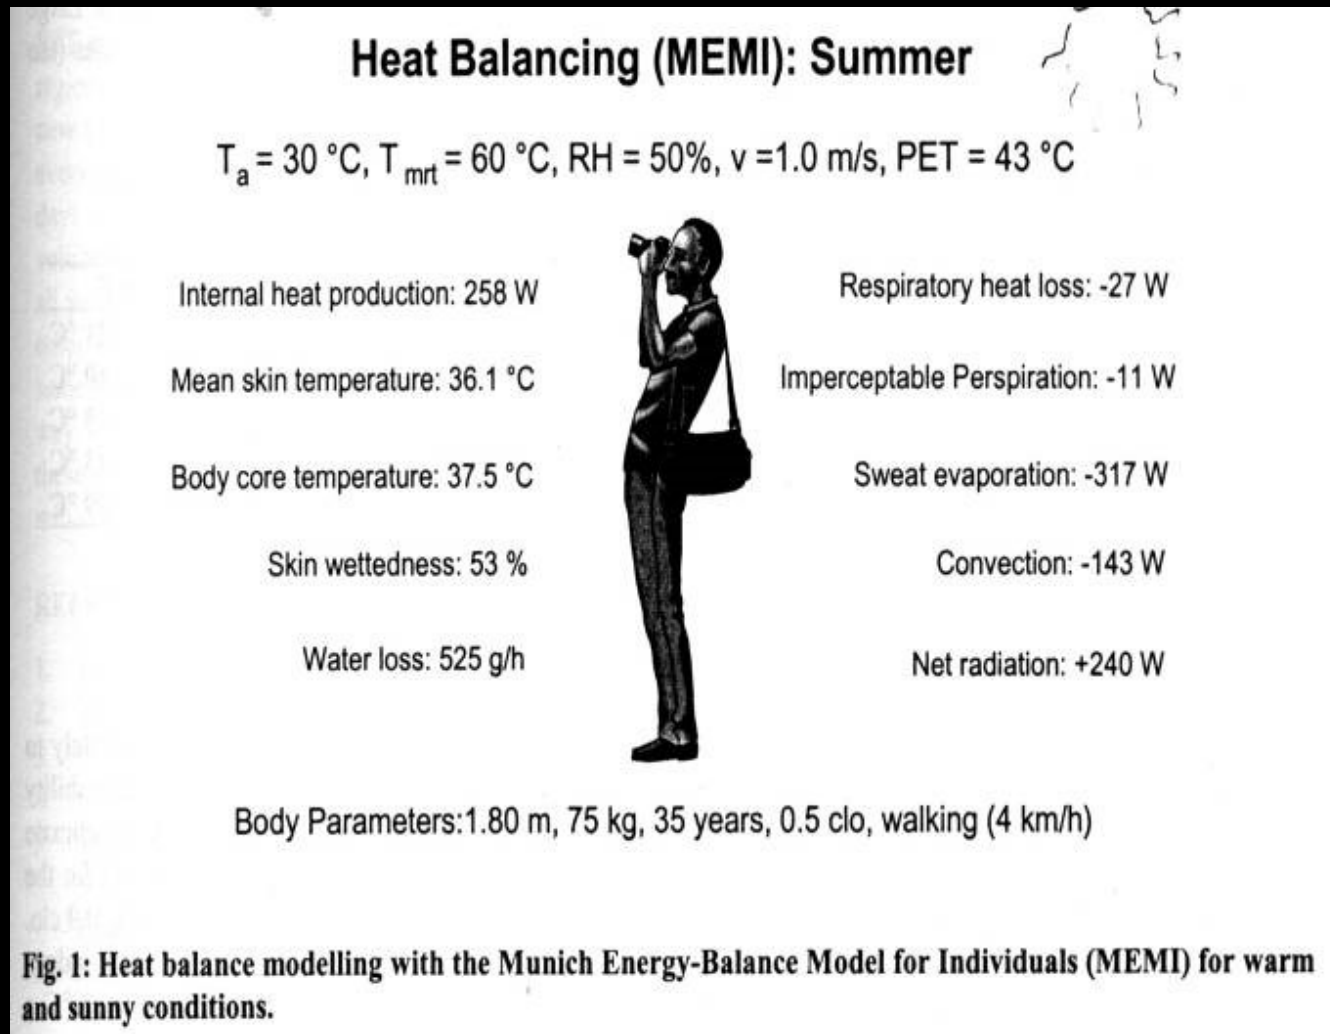 Heat Balancing (MEMI): Summer
Ta = 30 °C, Tmrt = 60 °C, RH = 50%, v =1.0 m/s, PET = 43 °C
Internal heat production: 258 W
Mean skin temperature: 36.1 °C
Body core temperature: 37.5 °C
Skin wettedness: 53 %
Water loss: 525 g/h
Respiratory heat loss: -27 W
Imperceptable Perspiration: -11 W
Sweat evaporation: -317 W
Convection: -143 W
Net radiation: +240 W
Body Parameters:1.80 m, 75 kg, 35 years, 0.5 clo, walking (4 km/h)
Fig. 1: Heat balance modelling with the Munich Energy-Balance Model for Individuals (MEMI) for warm
and sunny conditions.